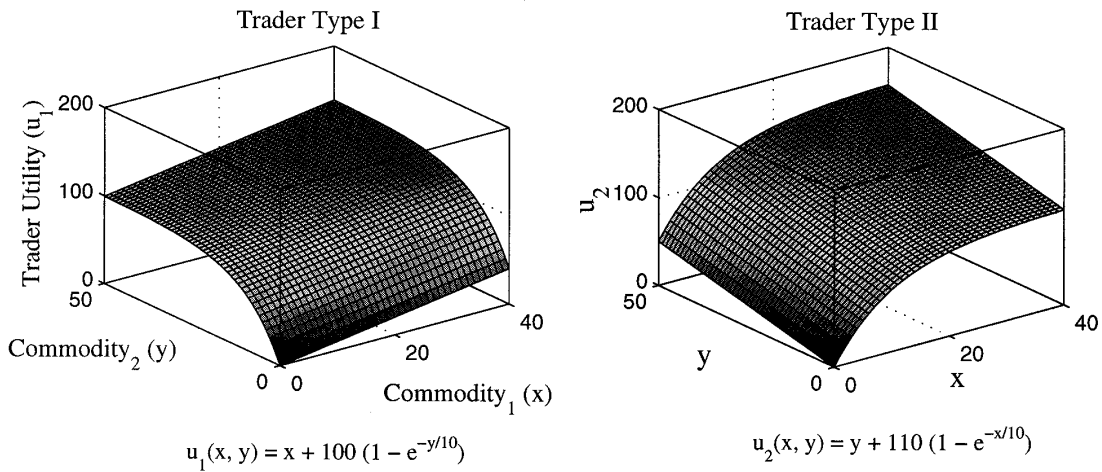 Trader Type I
Trader Utility (u₁)
200
100
0
50
0
0
20
40
Commodity₂ (y)
Commodity₁ (x)
u₁(x, y) = x + 100 (1 − e^−y/10)
Trader Type II
u₂
200
100
0
50
0
0
20
40
y
x
u₂(x, y) = y + 110 (1 − e^−x/10)